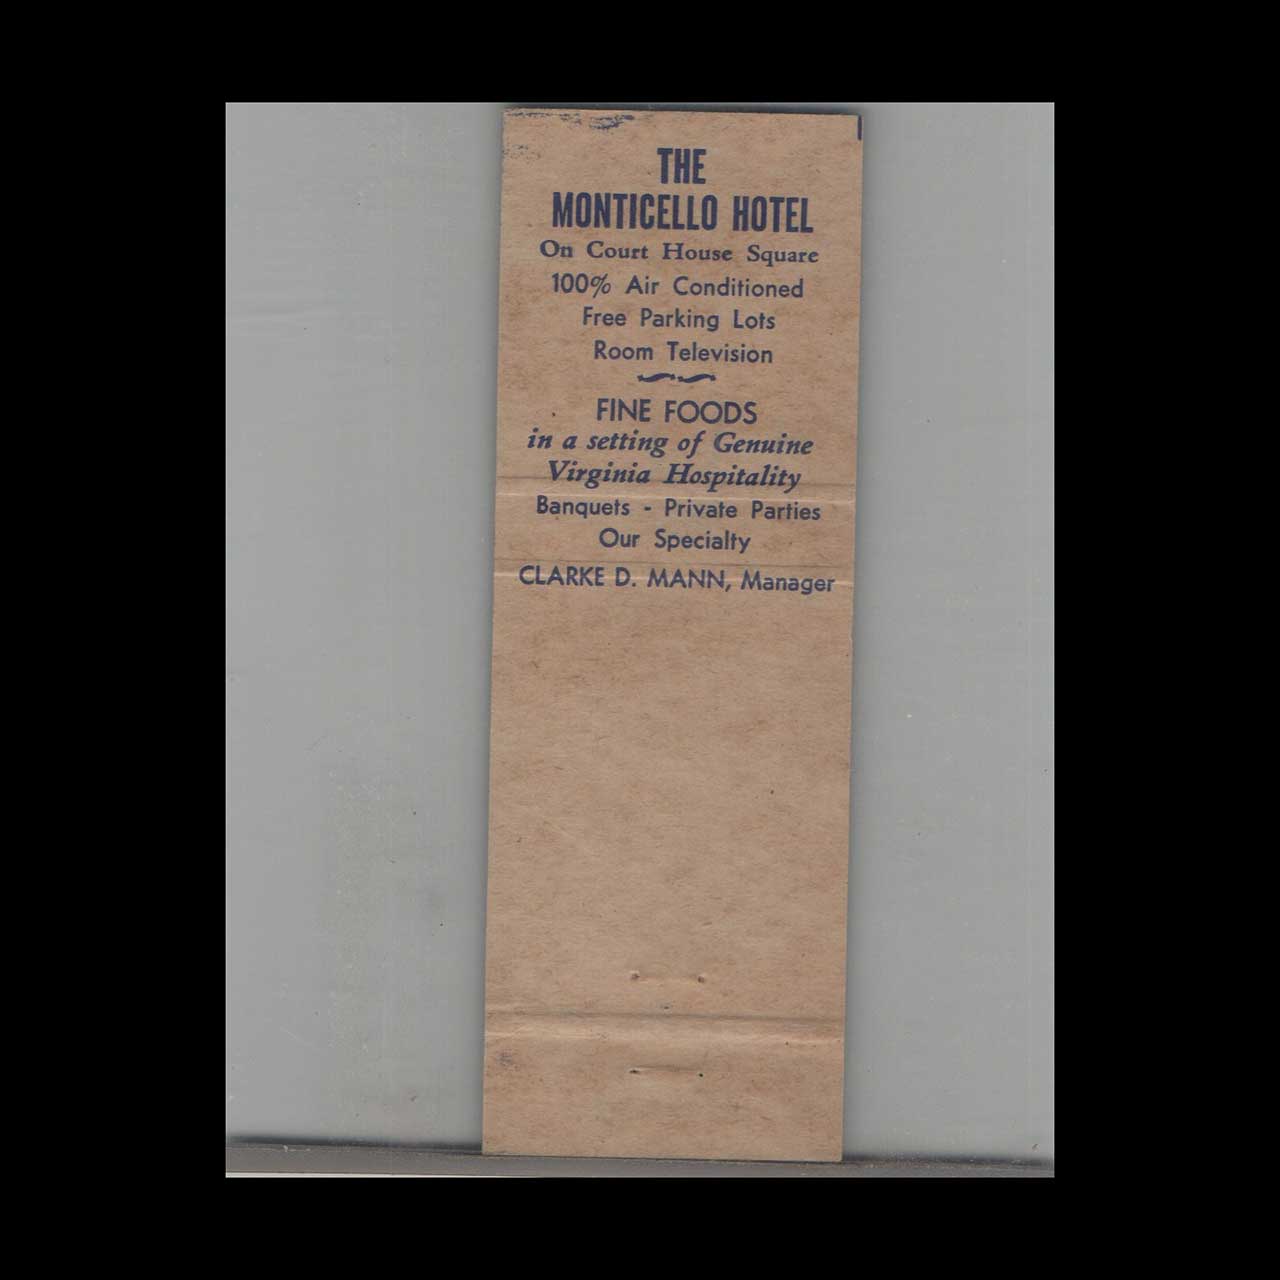 THE
MONTICELLO HOTEL
On Court House Square
100% Air Conditioned
Free Parking Lots
Room Television
FINE FOODS
in a setting of Genuine
Virginia Hospitality
Banquets - Private Parties
Our Specialty
CLARKE D. MANN, Manager